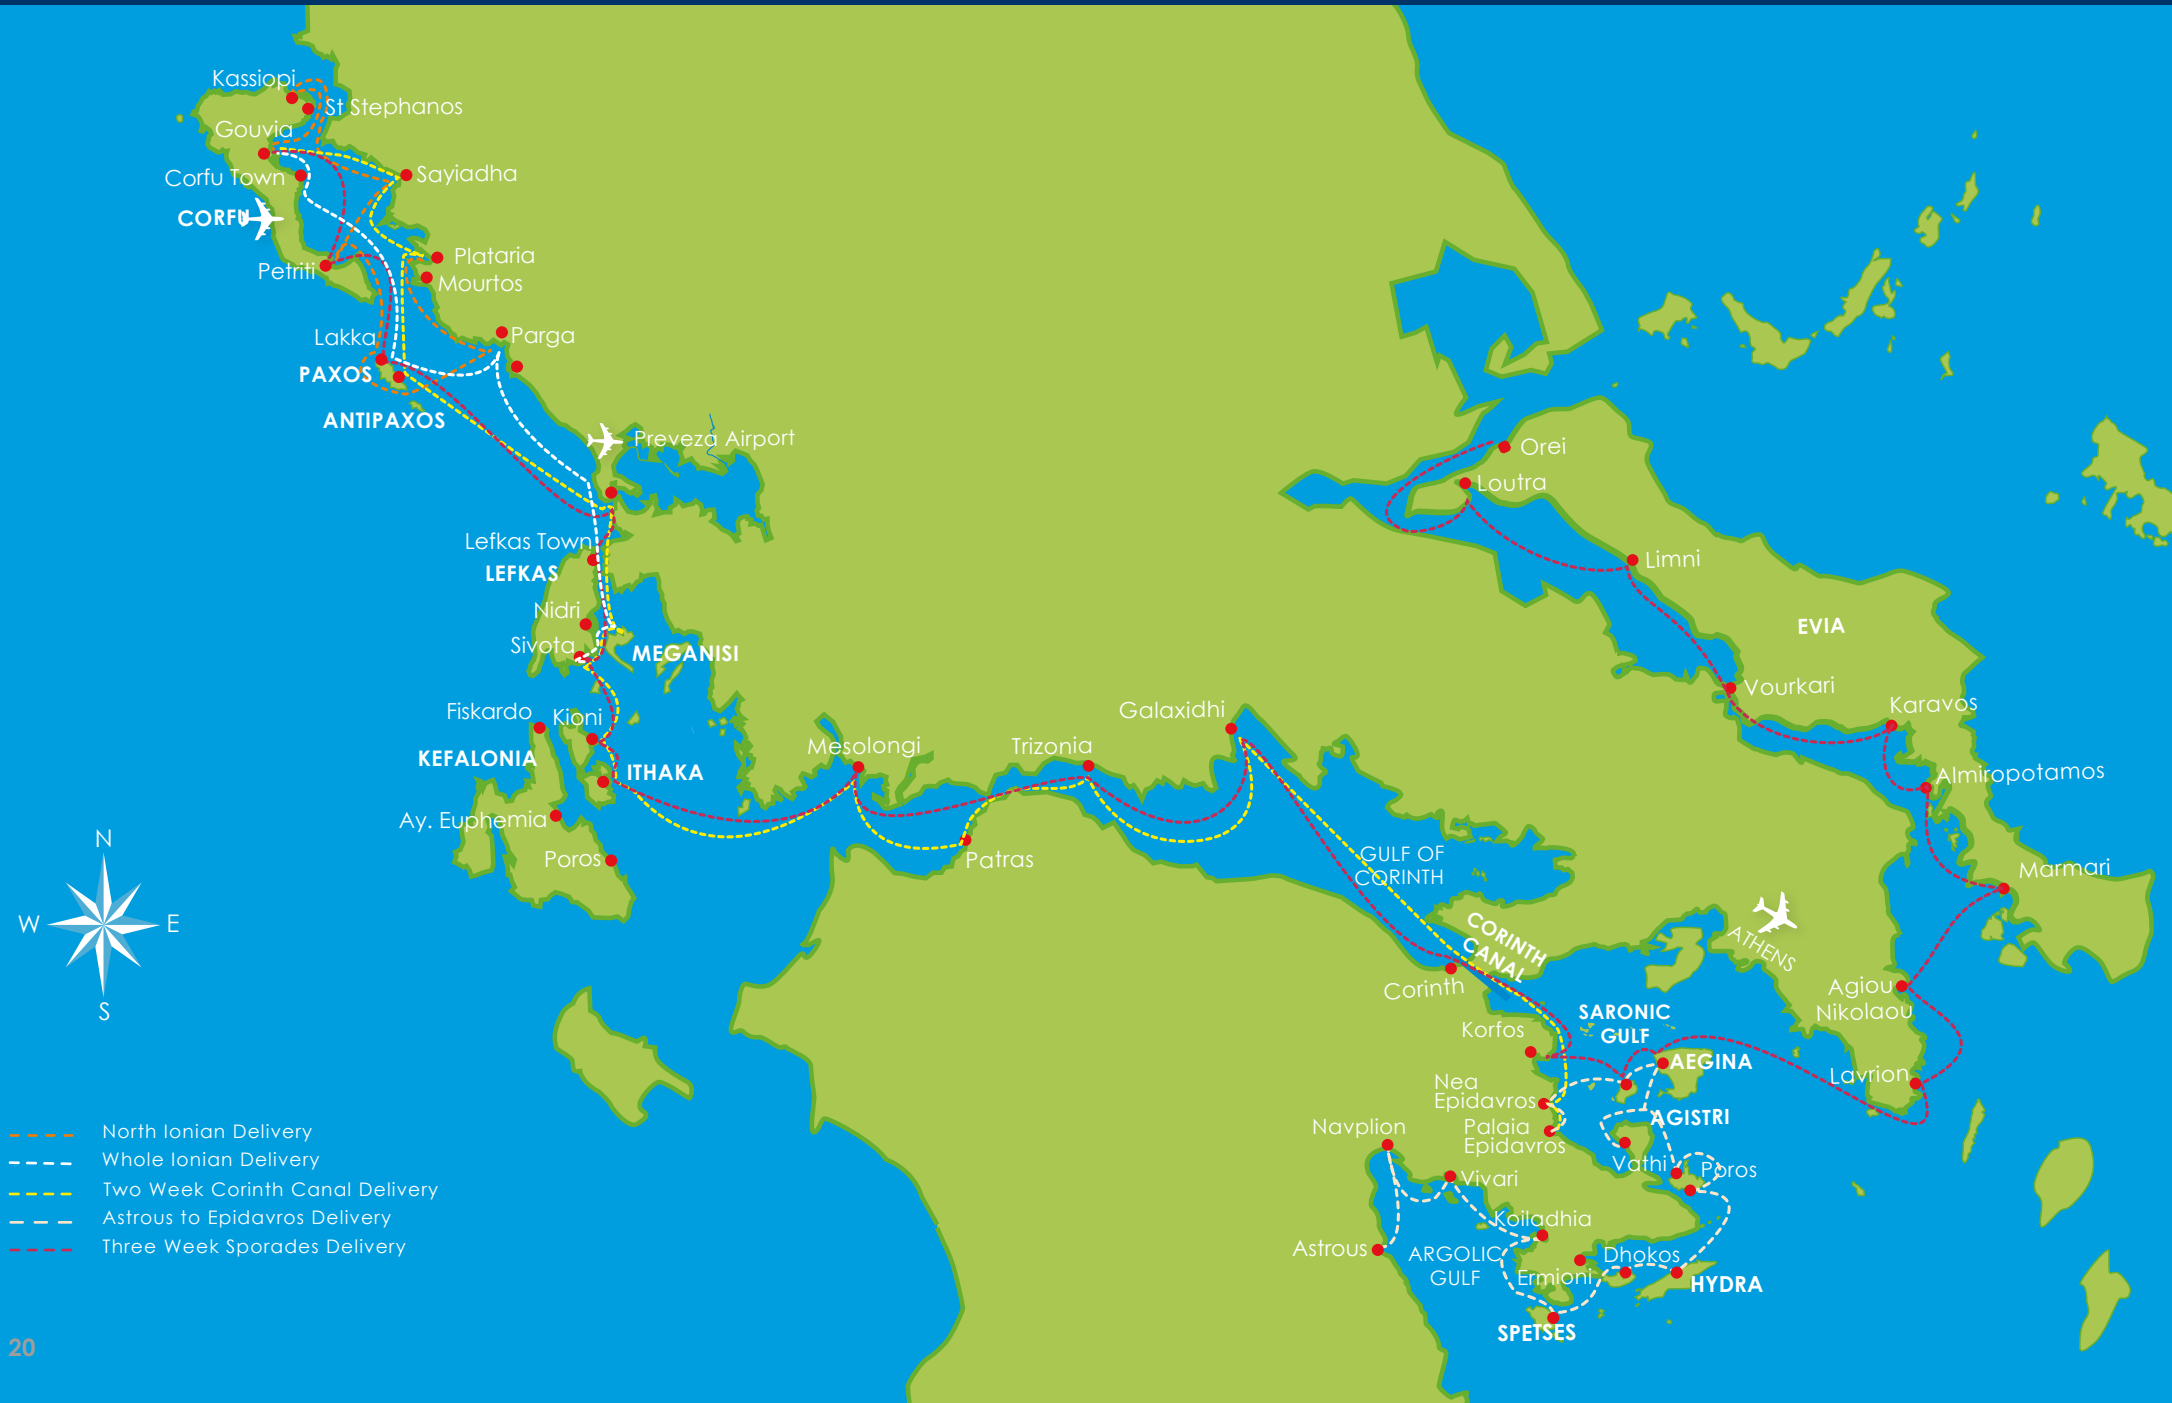 Kassiopi
St Stephanos
Gouvia
Corfu Town
Sayiadha
CORFU
Plataria
Petriti
Mourtos
Lakka
Parga
PAXOS
ANTIPAXOS
Preveza Airport
Orei
Loutra
Lefkas Town
LEFKAS
Limni
Nidri
EVIA
Sivota
MEGANISI
Vourkari
Karavos
Fiskardo
Kioni
Galaxidhi
KEFALONIA
ITHAKA
Mesolongi
Trizonia
Almiropotamos
Ay. Euphemia
Poros
Patras
GULF OF
CORINTH
Marmari
N
W
E
S
CORINTH
CANAL
ATHENS
Corinth
Agiou
Nikolaou
SARONIC
GULF
Korfos
AEGINA
Lavrion
Nea
Epidavros
AGISTRI
Navplion
Palaia
Epidavros
Vathi
Poros
Vivari
Koiladhia
Astrous
ARGOLIC
GULF
Dhokos
Ermioni
HYDRA
SPETSES
North Ionian Delivery
Whole Ionian Delivery
Two Week Corinth Canal Delivery
Astrous to Epidavros Delivery
Three Week Sporades Delivery
20